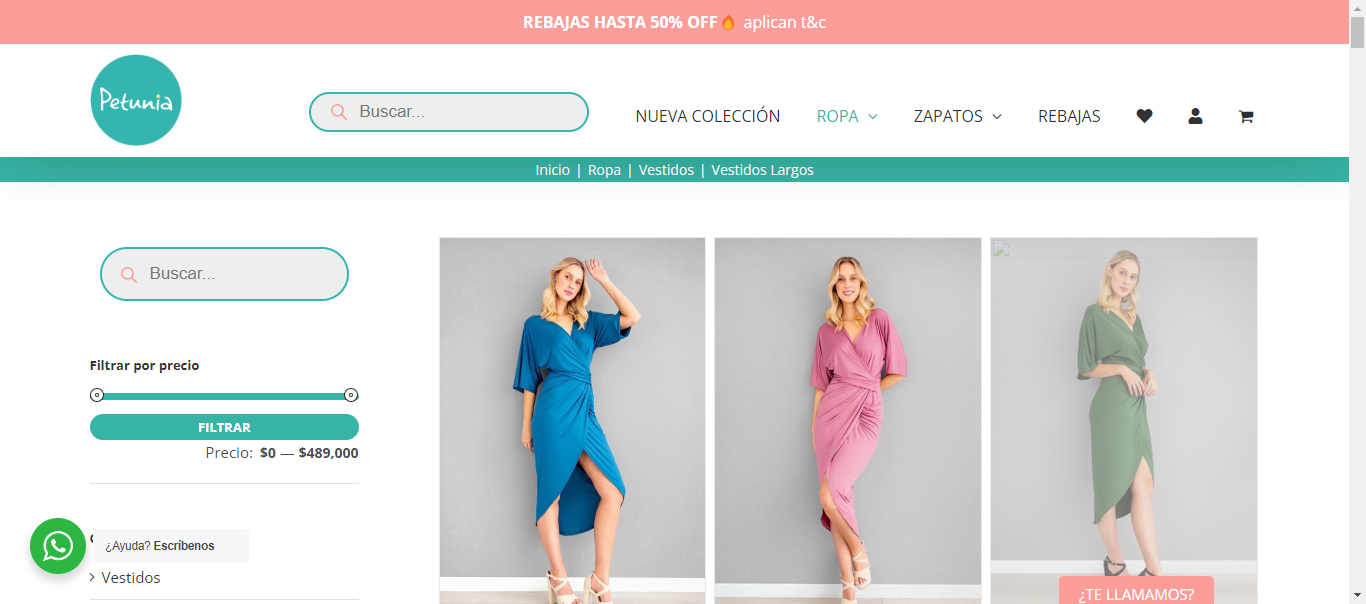 REBAJAS HASTA 50% OFF🔥 aplican t&c
Petunia
Buscar...
NUEVA COLECCIÓN
ROPA
ZAPATOS
REBAJAS
Inicio | Ropa | Vestidos | Vestidos Largos
Buscar...
Filtrar por precio
FILTRAR
Precio: $0 — $489,000
¿Ayuda? Escríbenos
Vestidos
¿TE LLAMAMOS?